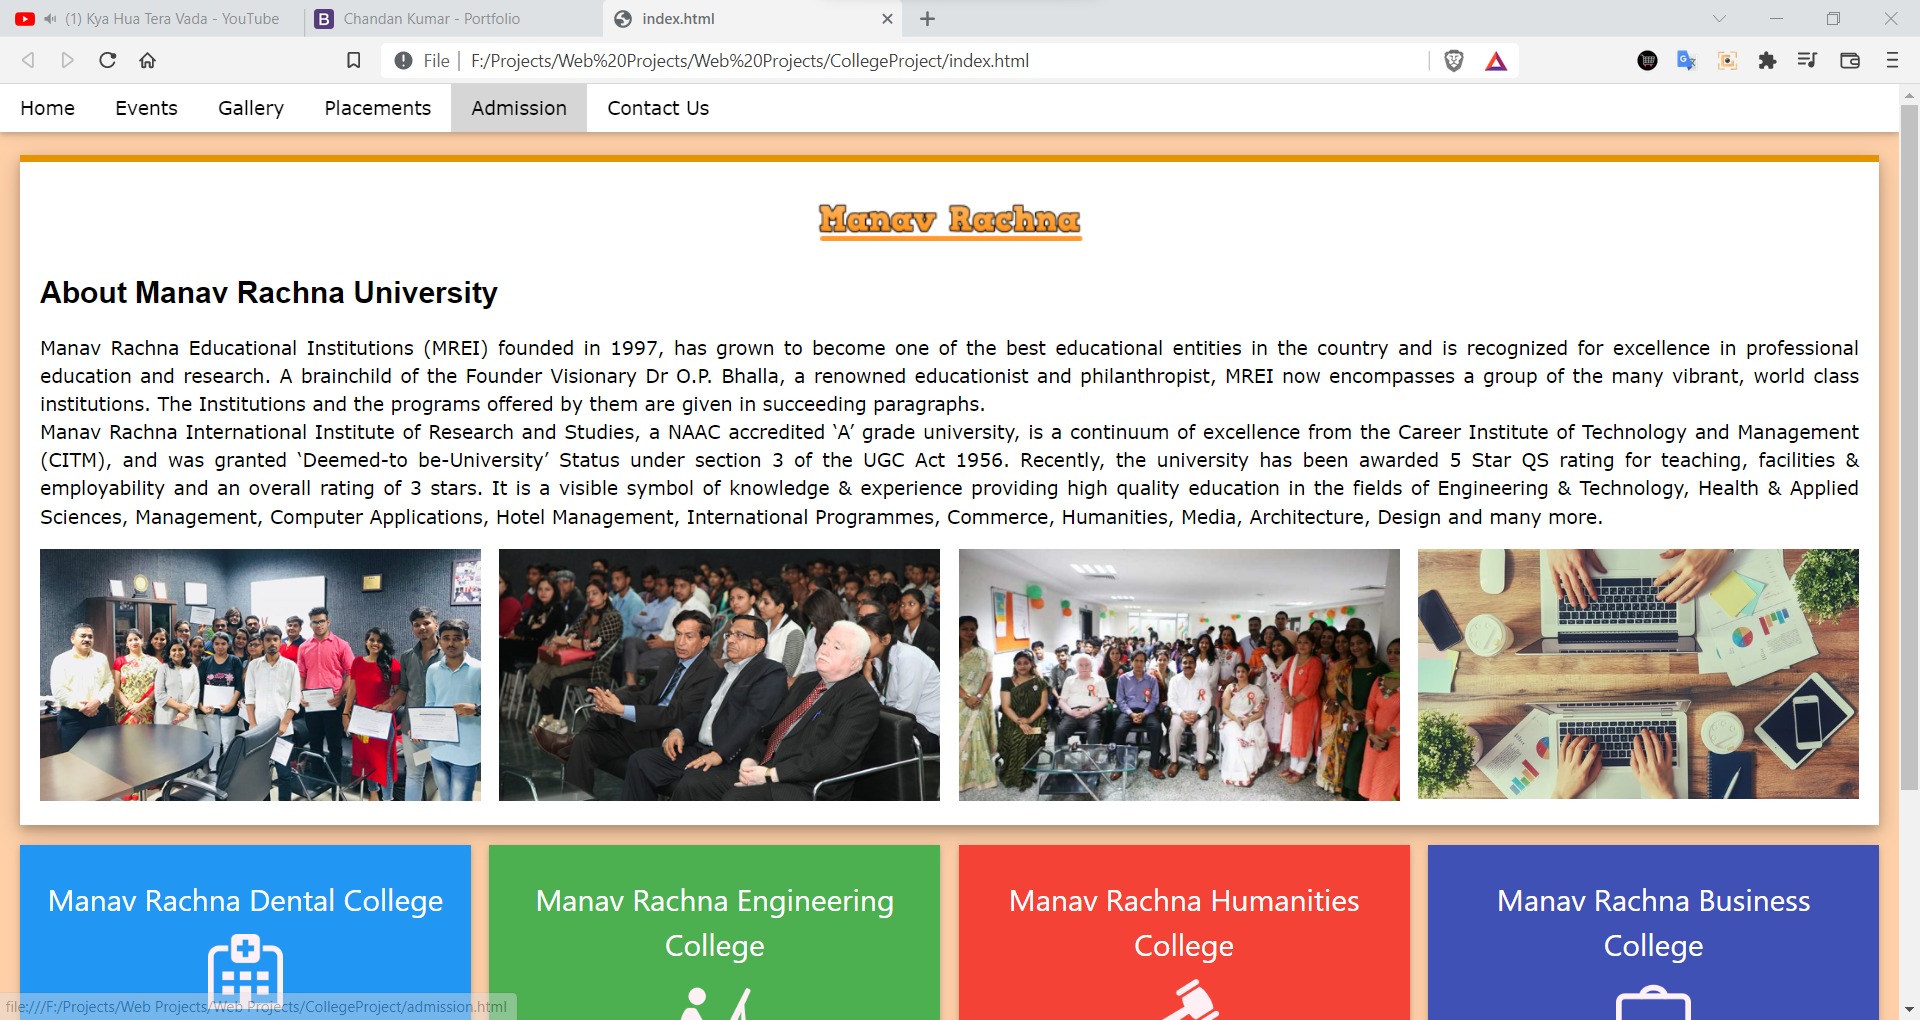 (1) Kya Hua Tera Vada - YouTube
Chandan Kumar - Portfolio
index.html
File
F:/Projects/Web%20Projects/Web%20Projects/CollegeProject/index.html
Home Events Gallery Placements Admission Contact Us
Manav Rachna
About Manav Rachna University
Manav Rachna Educational Institutions (MREI) founded in 1997, has grown to become one of the best educational entities in the country and is recognized for excellence in professional
education and research. A brainchild of the Founder Visionary Dr O.P. Bhalla, a renowned educationist and philanthropist, MREI now encompasses a group of the many vibrant, world class
institutions. The Institutions and the programs offered by them are given in succeeding paragraphs.
Manav Rachna International Institute of Research and Studies, a NAAC accredited ‘A’ grade university, is a continuum of excellence from the Career Institute of Technology and Management
(CITM), and was granted ‘Deemed-to be-University’ Status under section 3 of the UGC Act 1956. Recently, the university has been awarded 5 Star QS rating for teaching, facilities &
employability and an overall rating of 3 stars. It is a visible symbol of knowledge & experience providing high quality education in the fields of Engineering & Technology, Health & Applied
Sciences, Management, Computer Applications, Hotel Management, International Programmes, Commerce, Humanities, Media, Architecture, Design and many more.
Manav Rachna Dental College
Manav Rachna Engineering
College
Manav Rachna Humanities
College
Manav Rachna Business
College
file:///F:/Projects/Web Projects/Web Projects/CollegeProject/admission.html